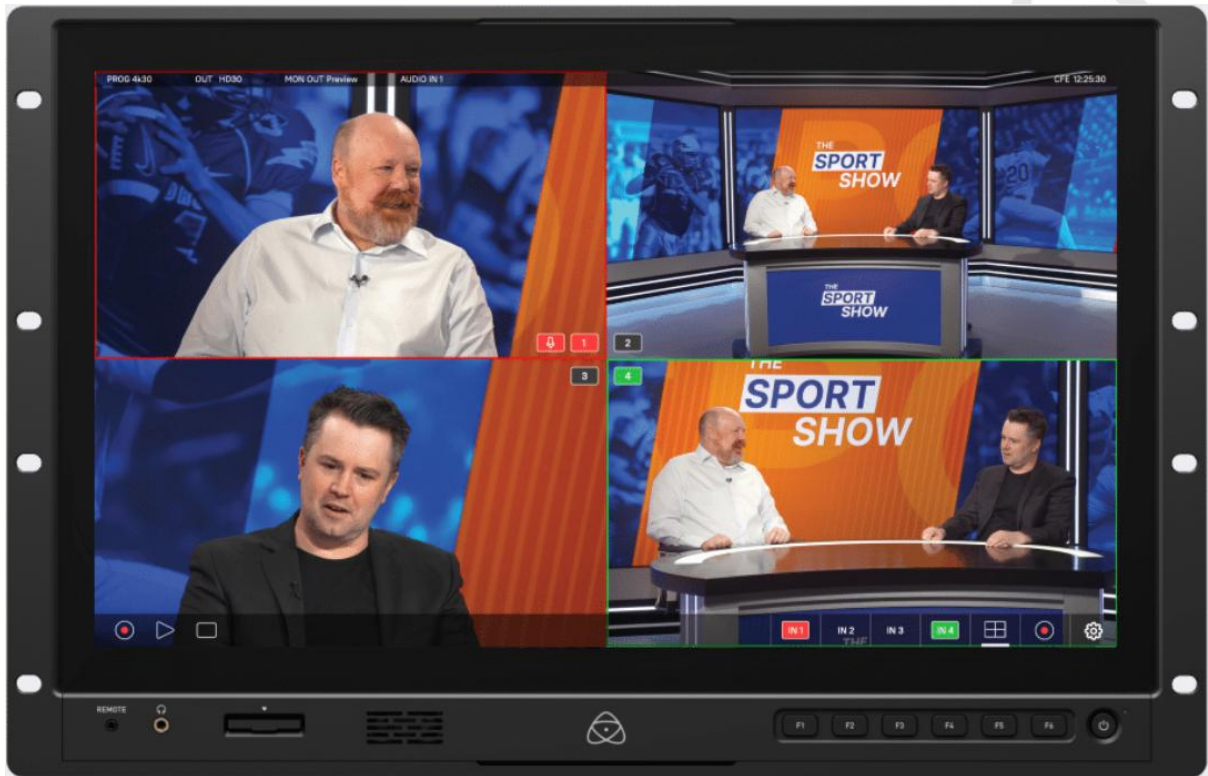 PROG 4k30 OUT HD30 MON OUT Preview AUDIO IN 1 CFE 12:25:30
THE
SPORT
SHOW
20
THE
SPORT
SHOW
1
2
3
4
THE
SPORT
SHOW
IN 1 IN 2 IN 3 IN 4
THE
REMOTE
F1 F2 F3 F4 F5 F6